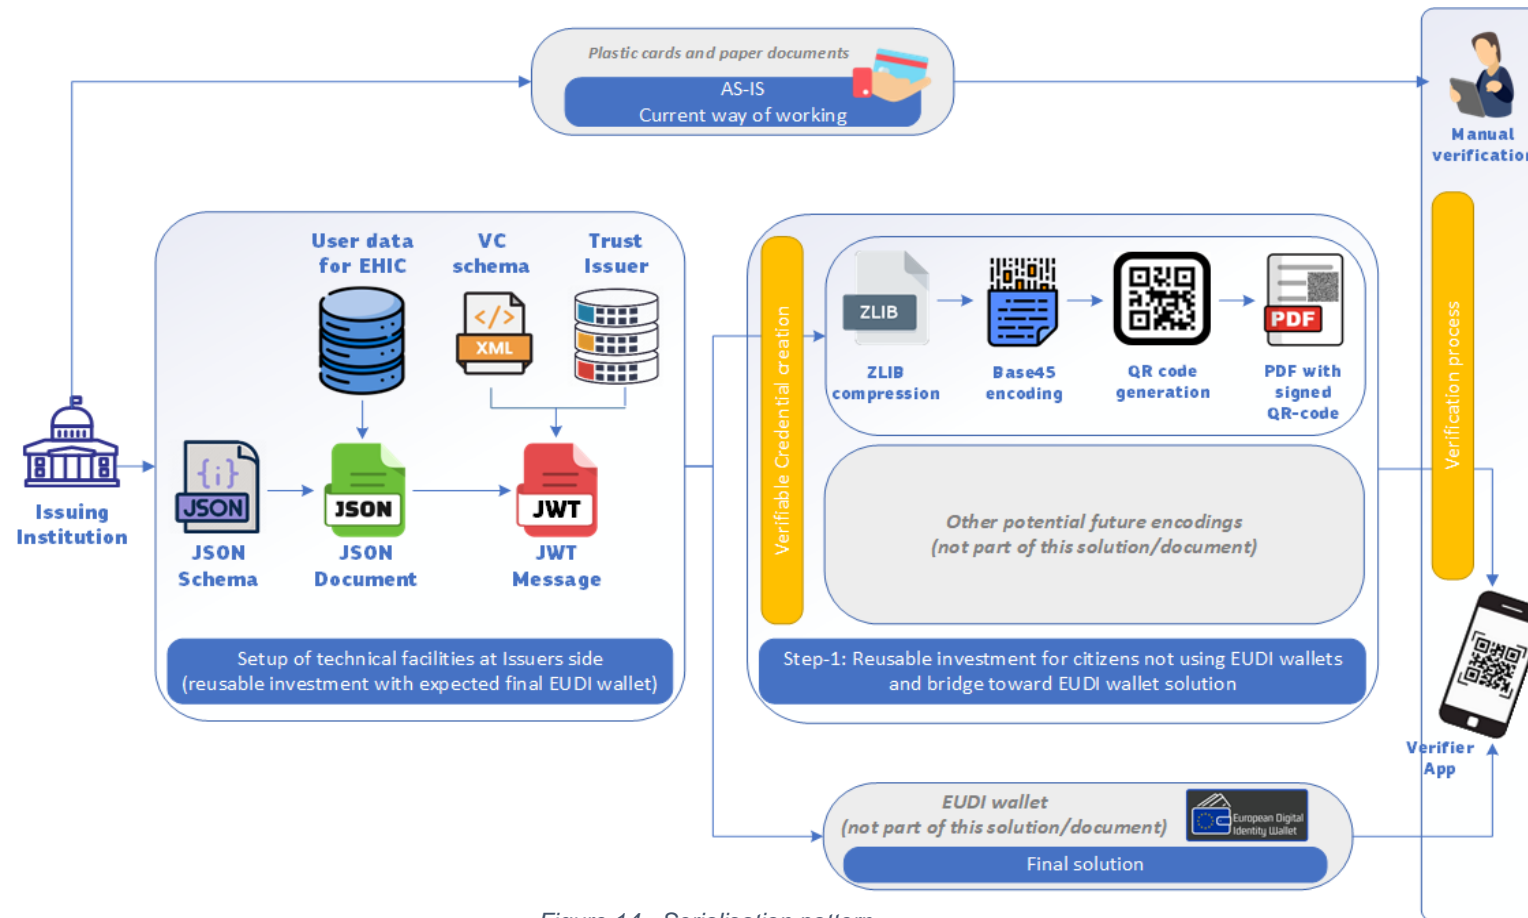 Plastic cards and paper documents
AS-IS
Current way of working
Manual
verification
User data
for EHIC
VC
schema
Trust
Issuer
</>
XML
{i}
JSON
JSON
JWT
Issuing
Institution
JSON
Schema
JSON
Document
JWT
Message
Setup of technical facilities at Issuers side
(reusable investment with expected final EUDI wallet)
Verifiable Credential creation
ZLIB
PDF
ZLIB
compression
Base45
encoding
QR code
generation
PDF with
signed
QR-code
Other potential future encodings
(not part of this solution/document)
Step-1: Reusable investment for citizens not using EUDI wallets
and bridge toward EUDI wallet solution
Verification process
Verifier
App
EUDI wallet
(not part of this solution/document)
European Digital
Identity Wallet
Final solution
Figure 14 - Serialisation pattern